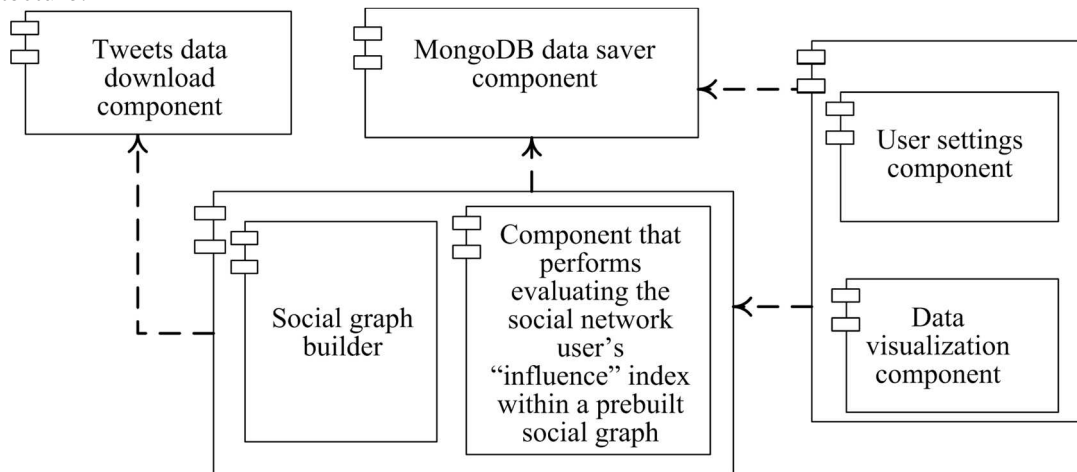 Tweets data
download
component
MongoDB data saver
component
User settings
component
Social graph
builder
Component that
performs
evaluating the
social network
user’s
“influence” index
within a prebuilt
social graph
Data
visualization
component